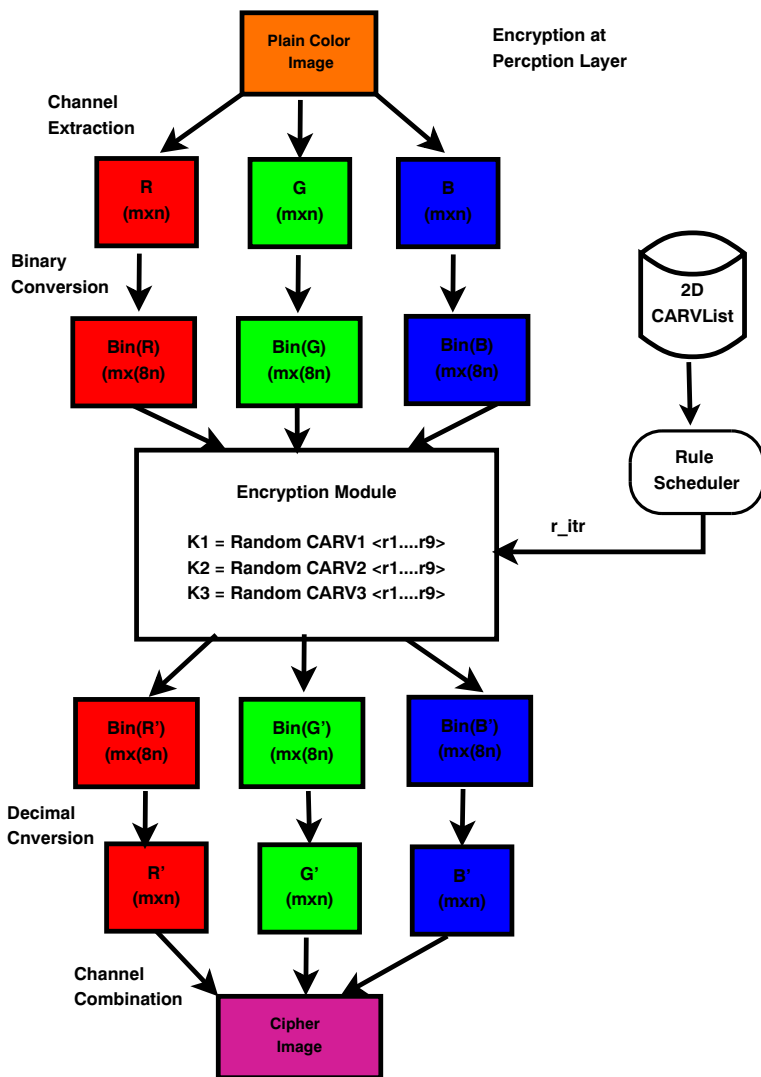 Plain Color
Image
Encryption at
Percption Layer
Channel
Extraction
R
(mxn)
G
(mxn)
B
(mxn)
Binary
Conversion
2D
CARVList
Bin(R)
(mx(8n)
Bin(G)
(mx(8n)
Bin(B)
(mx(8n)
Rule
Scheduler
Encryption Module
r_itr
K1 = Random CARV1 <r1....r9>
K2 = Random CARV2 <r1....r9>
K3 = Random CARV3 <r1....r9>
Bin(R')
(mx(8n)
Bin(G')
(mx(8n)
Bin(B')
(mx(8n)
Decimal
Cnversion
R'
(mxn)
G'
(mxn)
B'
(mxn)
Channel
Combination
Cipher
Image